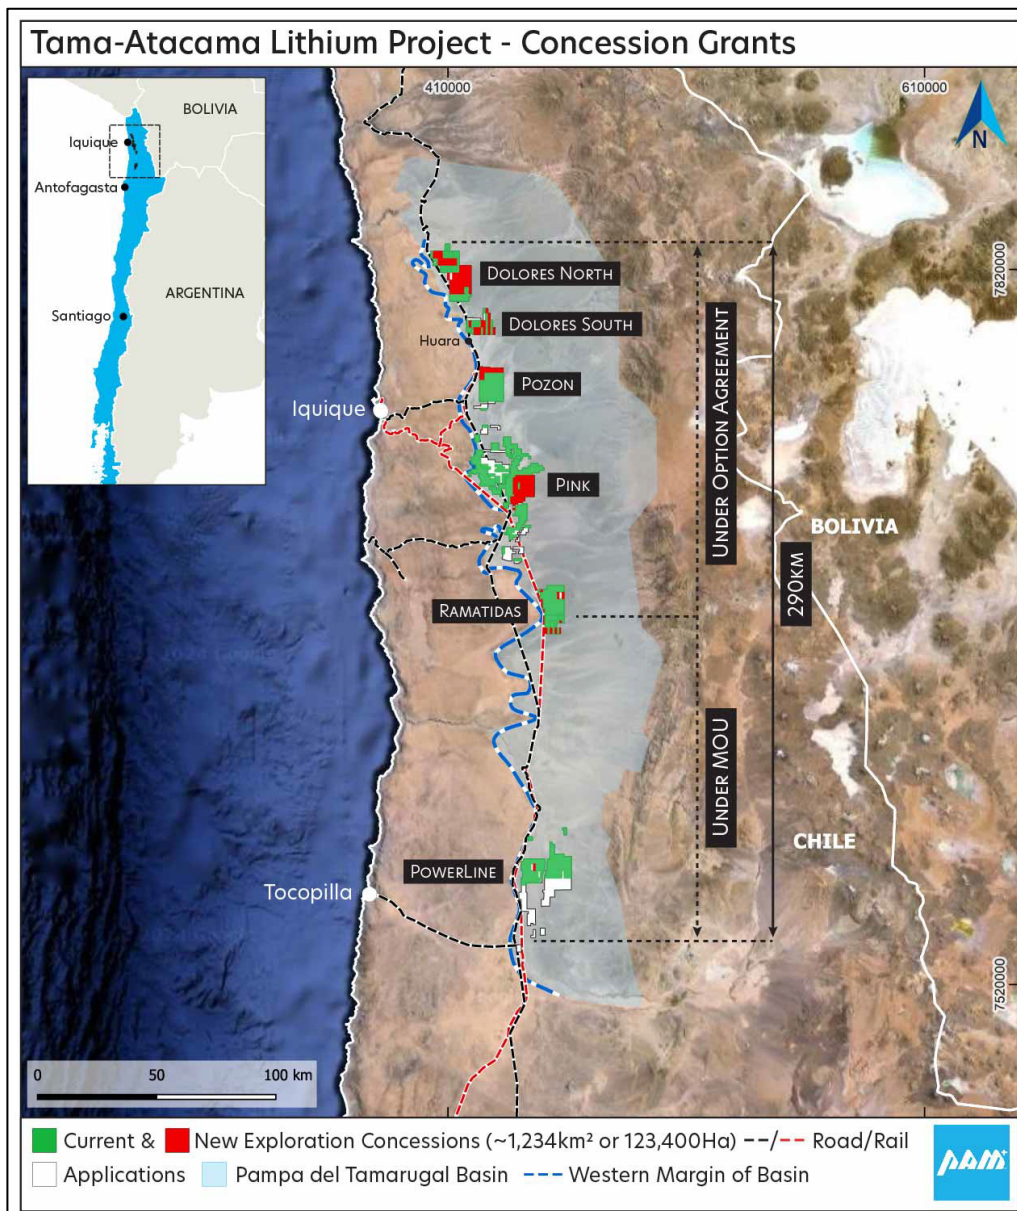 Tama-Atacama Lithium Project - Concession Grants
410000
610000
BOLIVIA
Iquique
Antofagasta
ARGENTINA
Santiago
N
7820000
DOLORES NORTH
DOLORES SOUTH
Huara
POZON
Iquique
PINK
UNDER OPTION AGREEMENT
BOLIVIA
290KM
RAMATIDAS
UNDER MOU
CHILE
POWERLINE
Tocopilla
7520000
0 50 100 km
Current & New Exploration Concessions (~1,234km² or 123,400Ha) --/-- Road/Rail
Applications Pampa del Tamarugal Basin Western Margin of Basin
PAM+